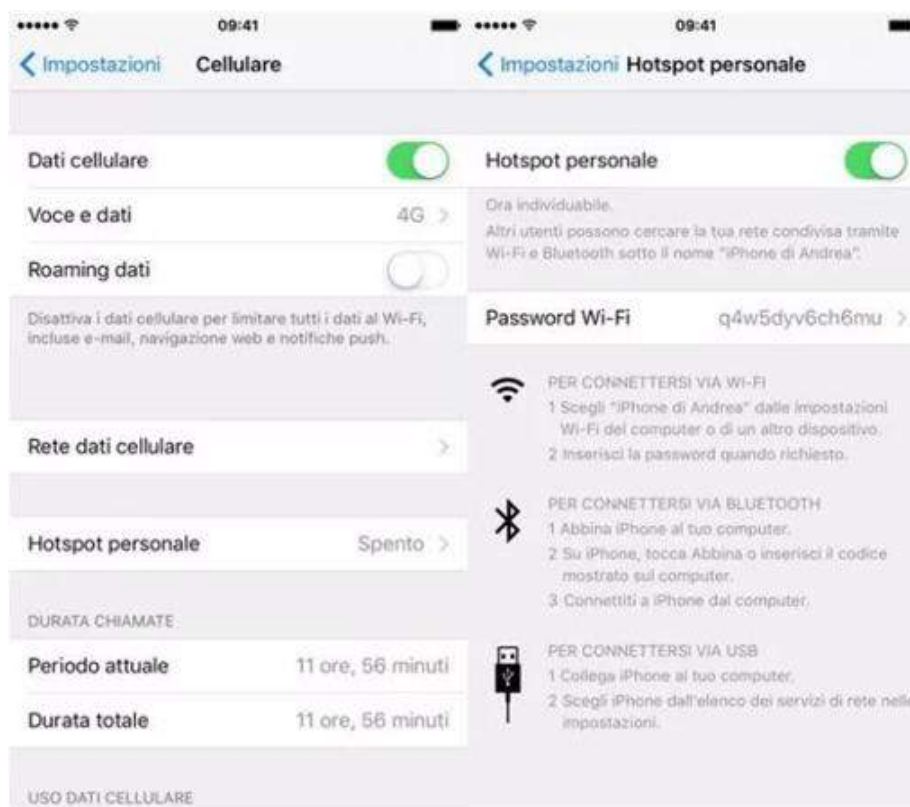 09:41
Impostazioni Cellulare
Dati cellulare
Voce e dati 4G
Roaming dati
Disattiva i dati cellulare per limitare tutti i dati al Wi-Fi,
incluse e-mail, navigazione web e notifiche push.
Rete dati cellulare
Hotspot personale Spento
DURATA CHIAMATE
Periodo attuale 11 ore, 56 minuti
Durata totale 11 ore, 56 minuti
USO DATI CELLULARE
09:41
Impostazioni Hotspot personale
Hotspot personale
Ora individuabile.
Altri utenti possono cercare la tua rete condivisa tramite
Wi-Fi e Bluetooth sotto il nome "iPhone di Andrea".
Password Wi-Fi q4w5dyv6ch6mu
PER CONNETTERSI VIA WI-FI
1 Scegli "iPhone di Andrea" dalle impostazioni
Wi-Fi del computer o di un altro dispositivo.
2 Inserisci la password quando richiesto.
PER CONNETTERSI VIA BLUETOOTH
1 Abbina iPhone al tuo computer.
2 Su iPhone, tocca Abbina o inserisci il codice
mostrato sul computer.
3 Connettiti a iPhone dal computer.
PER CONNETTERSI VIA USB
1 Collega iPhone al tuo computer.
2 Scegli iPhone dall'elenco dei servizi di rete nelle
impostazioni.